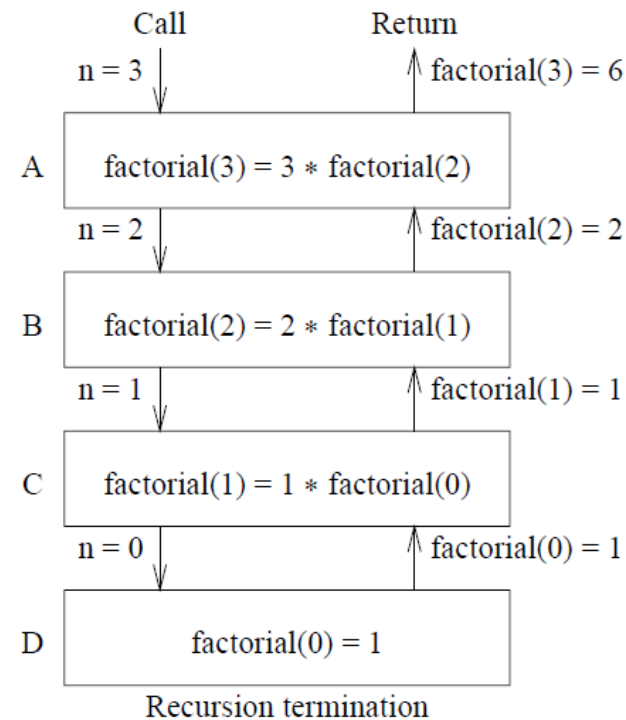 Call Return
n = 3 factorial(3) = 6
A factorial(3) = 3 ∗ factorial(2)
n = 2 factorial(2) = 2
B factorial(2) = 2 ∗ factorial(1)
n = 1 factorial(1) = 1
C factorial(1) = 1 ∗ factorial(0)
n = 0 factorial(0) = 1
D factorial(0) = 1
Recursion termination